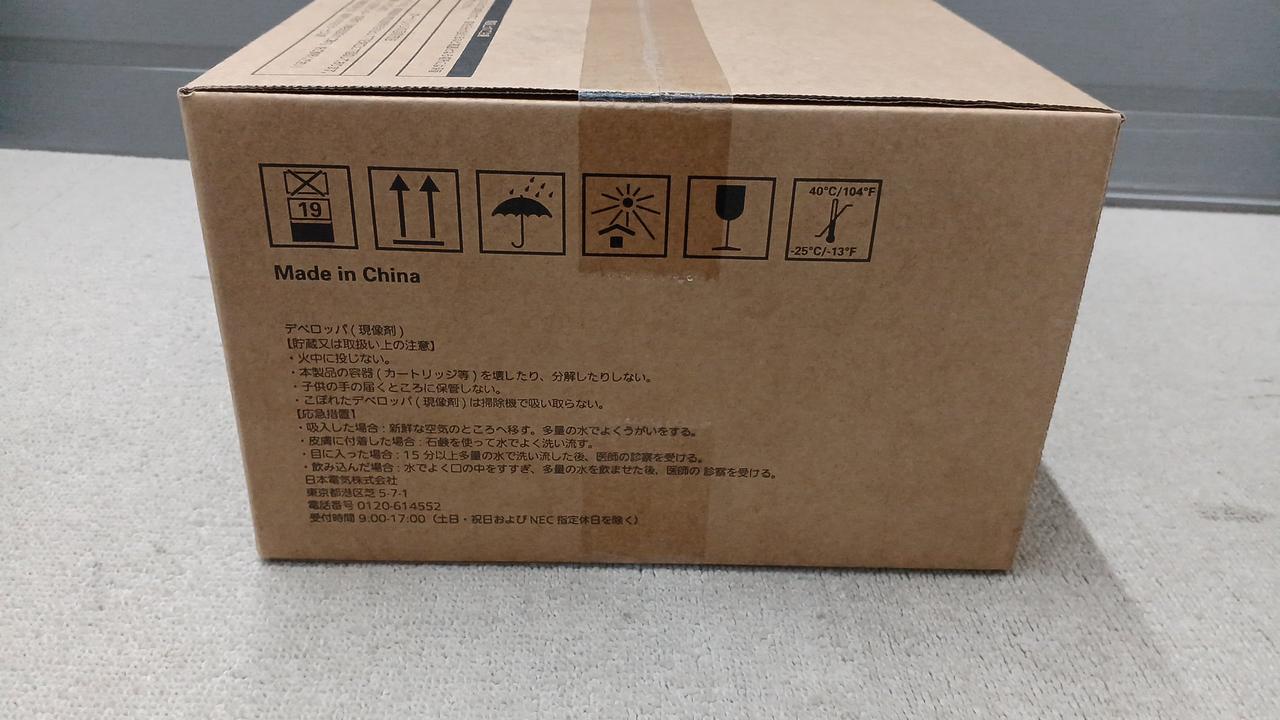 19
40°C/104°F
-25°C/-13°F
Made in China
デベロッパ ( 現像剤 )
【貯蔵又は取扱い上の注意】
・火中に投じない。
・本製品の容器 ( カートリッジ等 ) を壊したり、分解したりしない。
・子供の手の届くところに保管しない。
・こぼれたデベロッパ ( 現像剤 ) は掃除機で吸い取らない。
【応急措置】
・吸入した場合 : 新鮮な空気のところへ移す。多量の水でよくうがいをする。
・皮膚に付着した場合 : 石鹸を使って水でよく洗い流す。
・目に入った場合 : 15 分以上多量の水で洗い流した後、医師の診察を受ける。
・飲み込んだ場合 : 水でよく口の中をすすぎ、多量の水を飲ませた後、医師の 診察を受ける。
日本電気株式会社
東京都港区芝 5-7-1
電話番号 0120-614552
受付時間 9:00-17:00（土日・祝日および NEC 指定休日を除く）